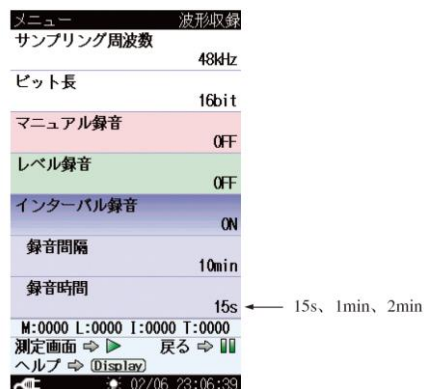 メニュー 波形収録
サンプリング周波数
48kHz
ビット長
16bit
マニュアル録音
OFF
レベル録音
OFF
インターバル録音
ON
録音間隔
10min
録音時間
15s ← 15s、1min、2min
M:0000 L:0000 I:0000 T:0000
測定画面 ⇨ ▷ 戻る ⇨ ▯▯
ヘルプ ⇨ Display
02/06 23:06:39